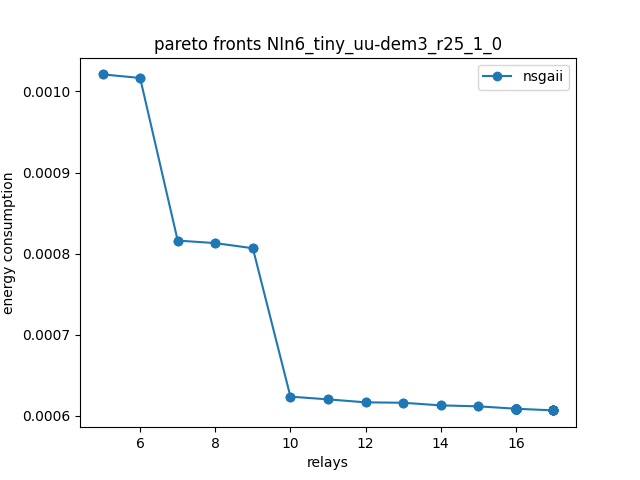 pareto fronts NIn6_tiny_uu-dem3_r25_1_0
nsgaii
0.0010
0.0009
0.0008
0.0007
0.0006
energy consumption
6 8 10 12 14 16
relays